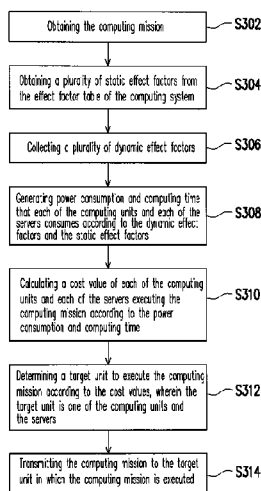 Obtaining the computing mission
S302
Obtaining a plurality of static effect factors from
the effect factor table of the computing system
S304
Collecting a plurality of dynamic effect factors
S306
Generating power consumption and computing time
that each of the computing units and each of the
servers consumes according to the dynamic effect
factors and the static effect factors
S308
Calculating a cost value of each of the computing
units and each of the servers executing the
computing mission according to the power
consumption and computing time
S310
Determining a target unit to execute the computing
mission according to the cost values, wherein the
target unit is one of the computing units and
the servers
S312
Transmitting the computing mission to the target
unit in which the computing mission is executed
S314